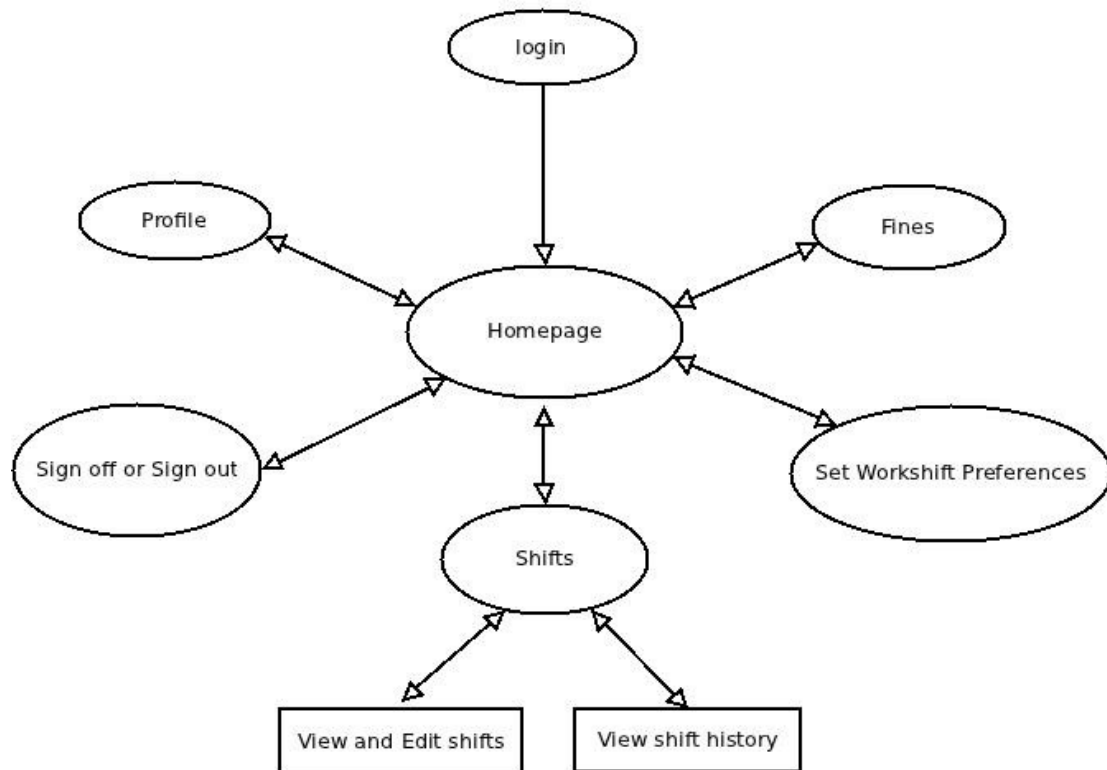 login
Profile
Fines
Homepage
Sign off or Sign out
Set Workshift Preferences
Shifts
View and Edit shifts
View shift history